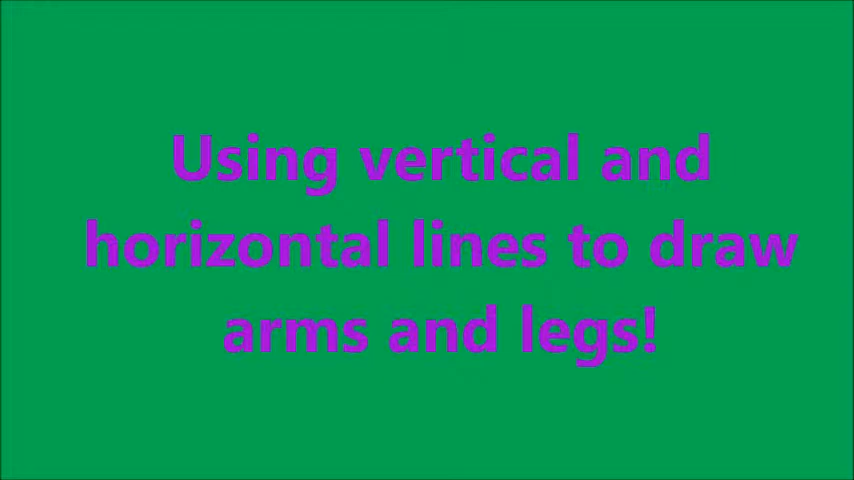 Using vertical and
horizontal lines to draw
arms and legs!